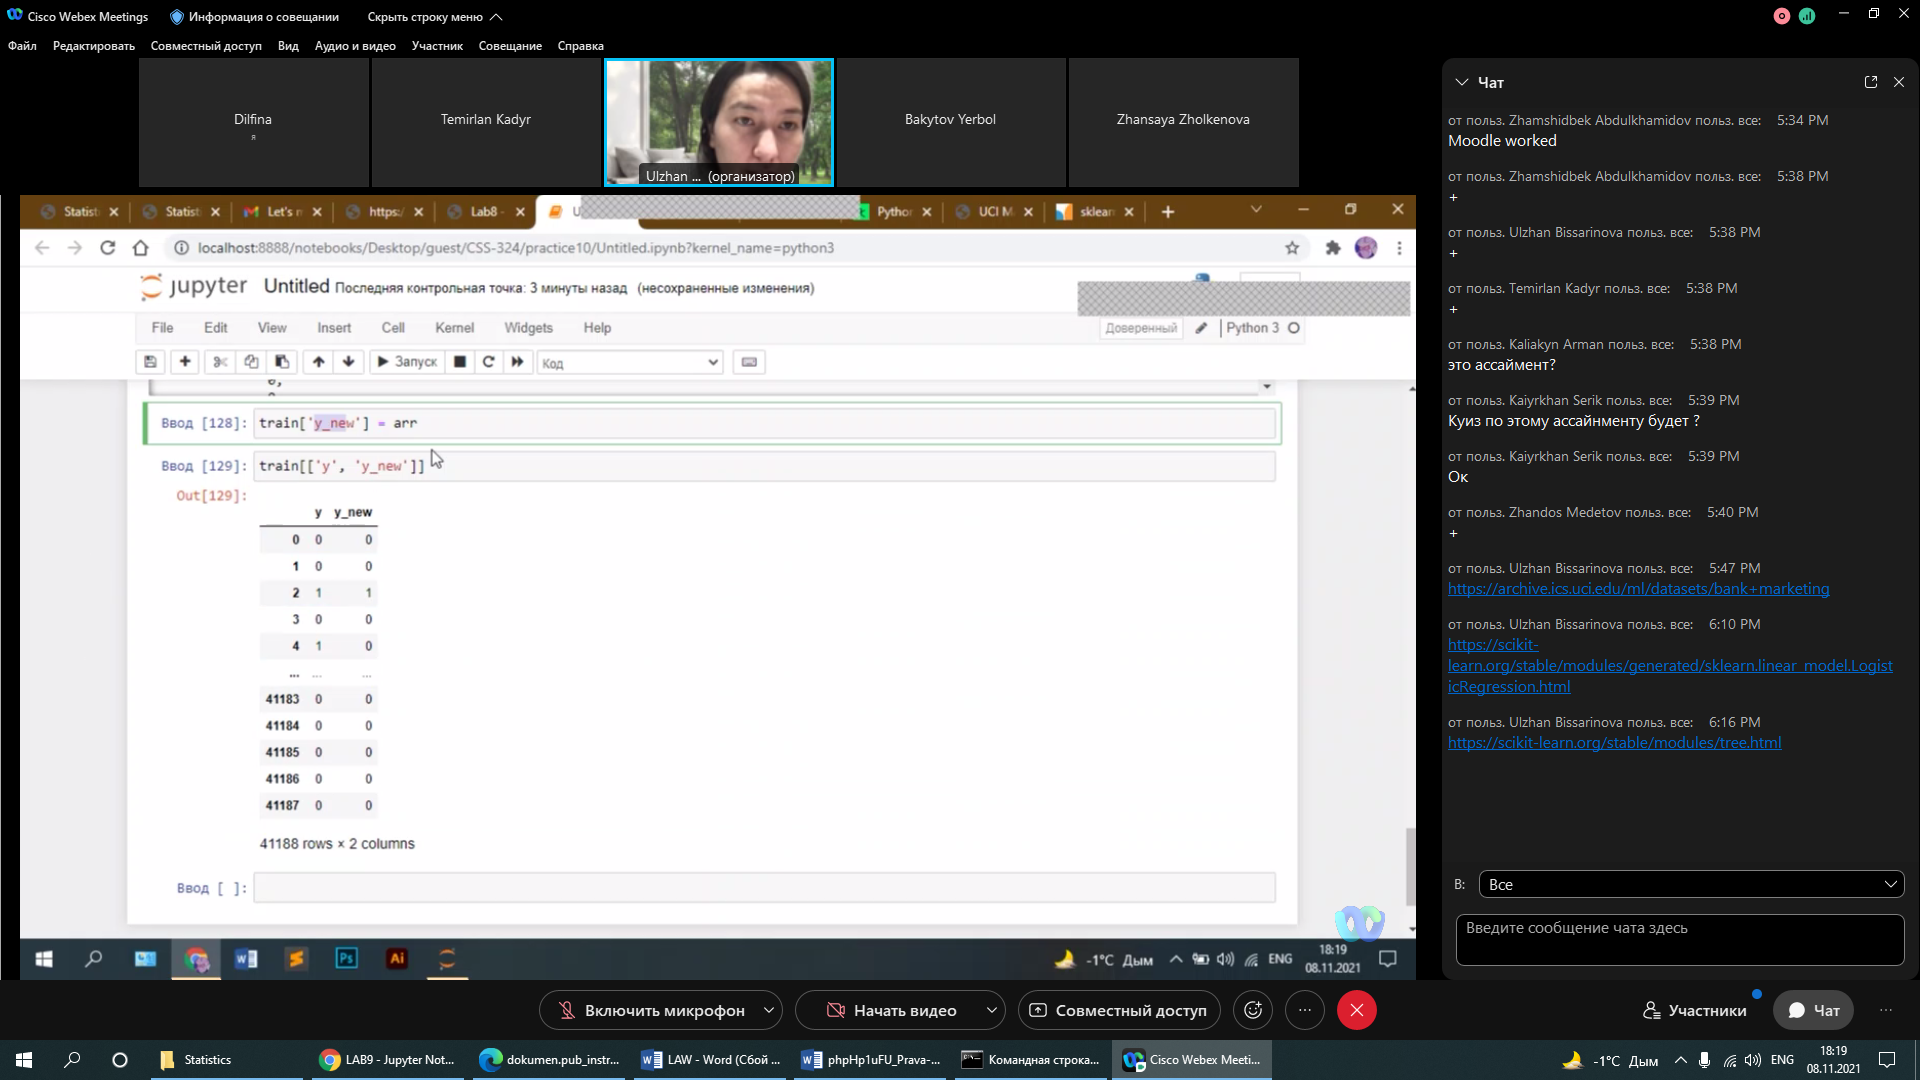 Cisco Webex Meetings
Информация о совещании
Скрыть строку меню
Файл Редактировать Совместный доступ Вид Аудио и видео Участник Совещание Справка
Dilfina
я
Temirlan Kadyr
Ulzhan ... (организатор)
Bakytov Yerbol
Zhansaya Zholkenova
Statist Statist Let's n https:/ Lab8 - Python UCI M sklearn
localhost:8888/notebooks/Desktop/guest/CSS-324/practice10/Untitled.ipynb?kernel_name=python3
jupyter Untitled Последняя контрольная точка: 3 минуты назад (несохраненные изменения)
File Edit View Insert Cell Kernel Widgets Help
Доверенный Python 3
Запуск Код
Ввод [128]: train['y_new'] = arr
Ввод [129]: train[['y', 'y_new']]
Out[129]:
y y_new
0 0 0
1 0 0
2 1 1
3 0 0
4 1 0
... ... ...
41183 0 0
41184 0 0
41185 0 0
41186 0 0
41187 0 0
41188 rows × 2 columns
Ввод [ ]:
Ps Ai
-1°C Дым ENG
18:19
08.11.2021
Чат
от польз. Zhamshidbek Abdulkhamidov польз. все: 5:34 PM
Moodle worked
от польз. Zhamshidbek Abdulkhamidov польз. все: 5:38 PM
+
от польз. Ulzhan Bissarinova польз. все: 5:38 PM
+
от польз. Temirlan Kadyr польз. все: 5:38 PM
+
от польз. Kaliakyn Arman польз. все: 5:38 PM
это ассаймент?
от польз. Kaiyrkhan Serik польз. все: 5:39 PM
Куиз по этому ассайнменту будет ?
от польз. Kaiyrkhan Serik польз. все: 5:39 PM
Ок
от польз. Zhandos Medetov польз. все: 5:40 PM
+
от польз. Ulzhan Bissarinova польз. все: 5:47 PM
https://archive.ics.uci.edu/ml/datasets/bank+marketing
от польз. Ulzhan Bissarinova польз. все: 6:10 PM
https://scikit-
learn.org/stable/modules/generated/sklearn.linear_model.Logist
icRegression.html
от польз. Ulzhan Bissarinova польз. все: 6:16 PM
https://scikit-learn.org/stable/modules/tree.html
В: Все
Введите сообщение чата здесь
Включить микрофон
Начать видео
Совместный доступ
Участники
Чат
Statistics
LAB9 - Jupyter Not...
dokumen.pub_instr...
LAW - Word (Сбой ...
phpHp1uFU_Prava-...
Командная строка...
Cisco Webex Meeti...
-1°C Дым ENG
18:19
08.11.2021